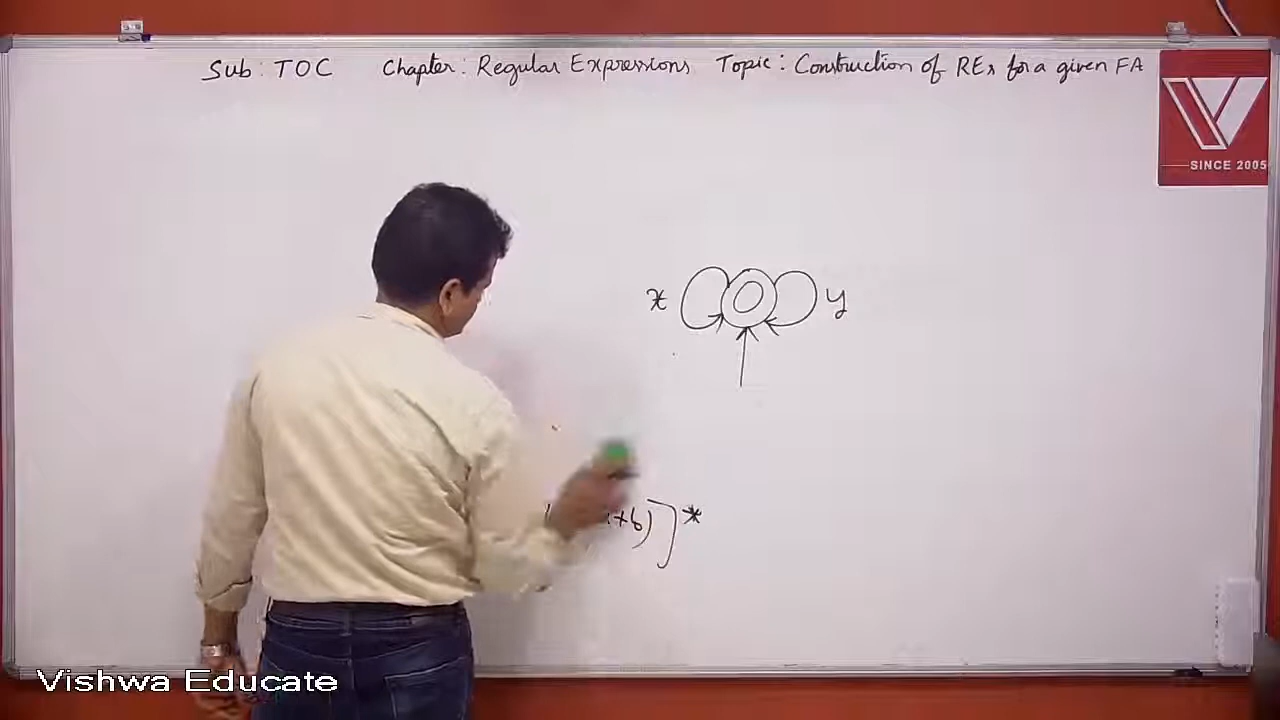 Sub : TOC Chapter : Regular Expressions Topic : Construction of REs for a given FA
SINCE 2005
x y
+b)]*
Vishwa Educate